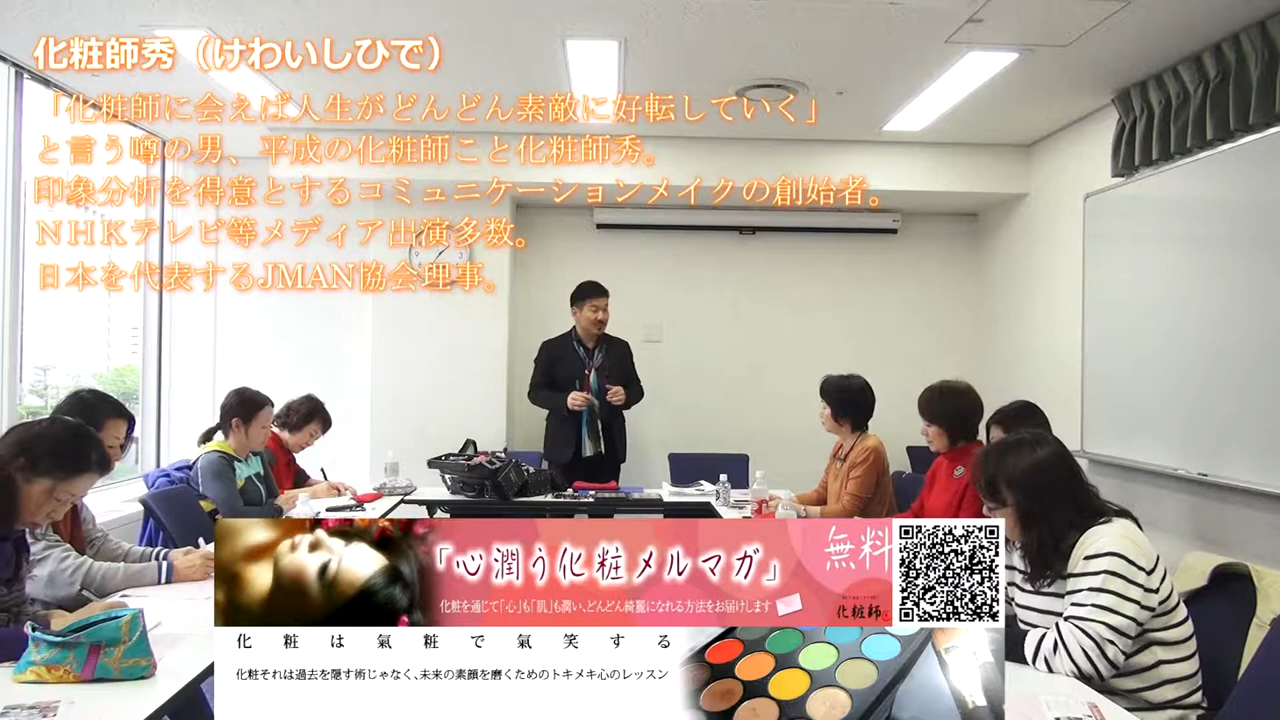 化粧師秀（けわいしひで）
「化粧師に会えば人生がどんどん素敵に好転していく」
と言う噂の男、平成の化粧師こと化粧師秀。
印象分析を得意とするコミュニケーションメイクの創始者。
ＮＨＫテレビ等メディア出演多数。
日本を代表するJMAN協会理事。
「心潤う化粧メルマガ」
無料
化粧を通じて「心」も「肌」も潤い、どんどん綺麗になれる方法をお届けします
化粧師
化粧は氣粧で氣笑する
化粧それは過去を隠す術じゃなく、未来の素顔を磨くためのトキメキ心のレッスン